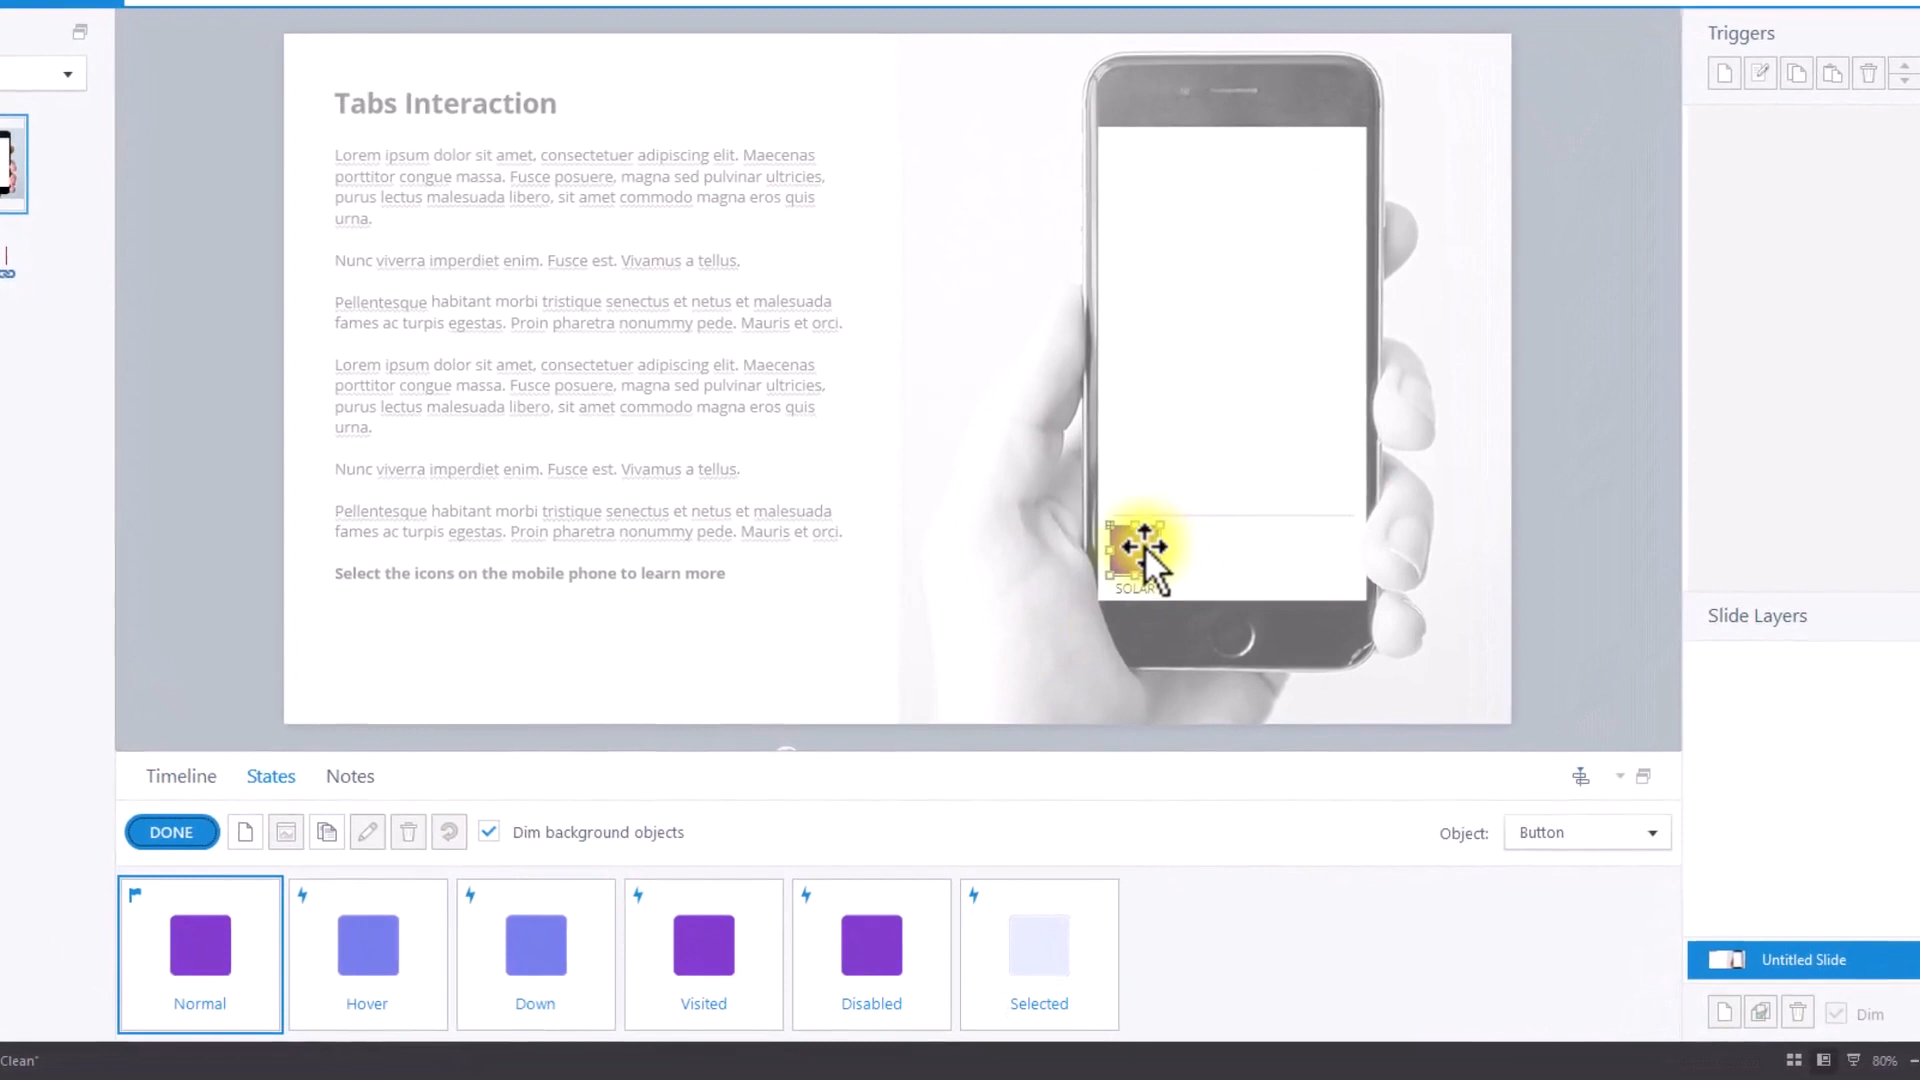 Triggers
Tabs Interaction
Lorem ipsum dolor sit amet, consectetuer adipiscing elit. Maecenas
porttitor congue massa. Fusce posuere, magna sed pulvinar ultricies,
purus lectus malesuada libero, sit amet commodo magna eros quis
urna.
Nunc viverra imperdiet enim. Fusce est. Vivamus a tellus.
Pellentesque habitant morbi tristique senectus et netus et malesuada
fames ac turpis egestas. Proin pharetra nonummy pede. Mauris et orci.
Lorem ipsum dolor sit amet, consectetuer adipiscing elit. Maecenas
porttitor congue massa. Fusce posuere, magna sed pulvinar ultricies,
purus lectus malesuada libero, sit amet commodo magna eros quis
urna.
Nunc viverra imperdiet enim. Fusce est. Vivamus a tellus.
Pellentesque habitant morbi tristique senectus et netus et malesuada
fames ac turpis egestas. Proin pharetra nonummy pede. Mauris et orci.
Select the icons on the mobile phone to learn more
SOLAR
Slide Layers
Timeline States Notes
DONE Dim background objects Object: Button
Normal Hover Down Visited Disabled Selected
Untitled Slide
Dim
Clean"
80%